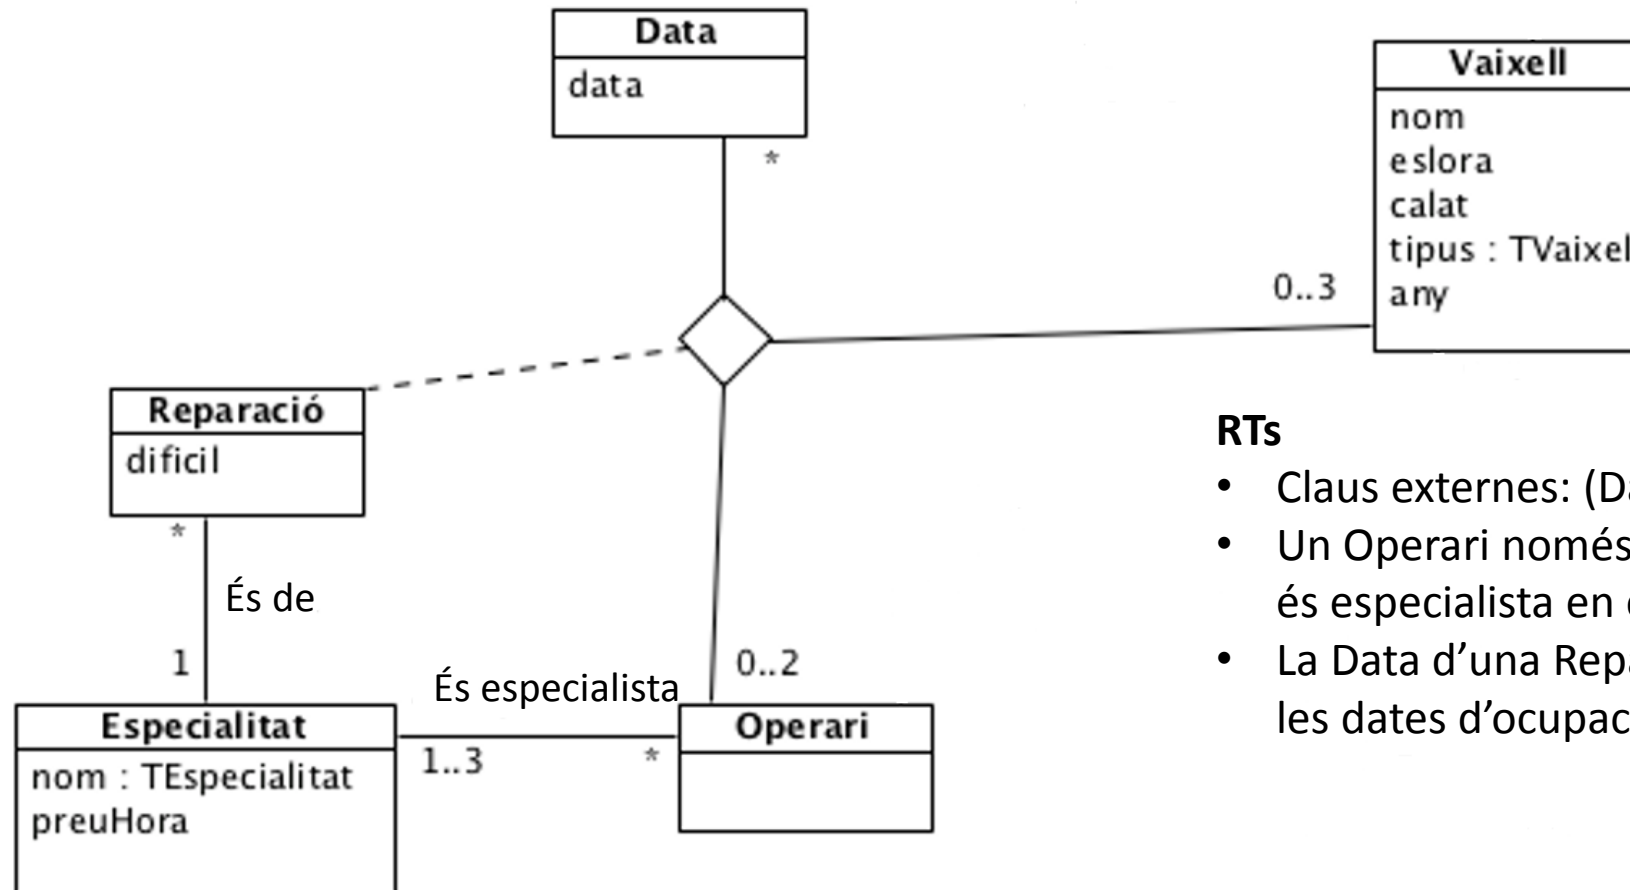 Data
data
*
Vaixell
nom
eslora
calat
tipus : TVaixel
any
0..3
Reparació
dificil
*
És de
1
0..2
És especialista
Especialitat
nom : TEspecialitat
preuHora
1..3
*
Operari
RTs
• Claus externes: (Da
• Un Operari només
és especialista en
• La Data d’una Repa
les dates d’ocupac